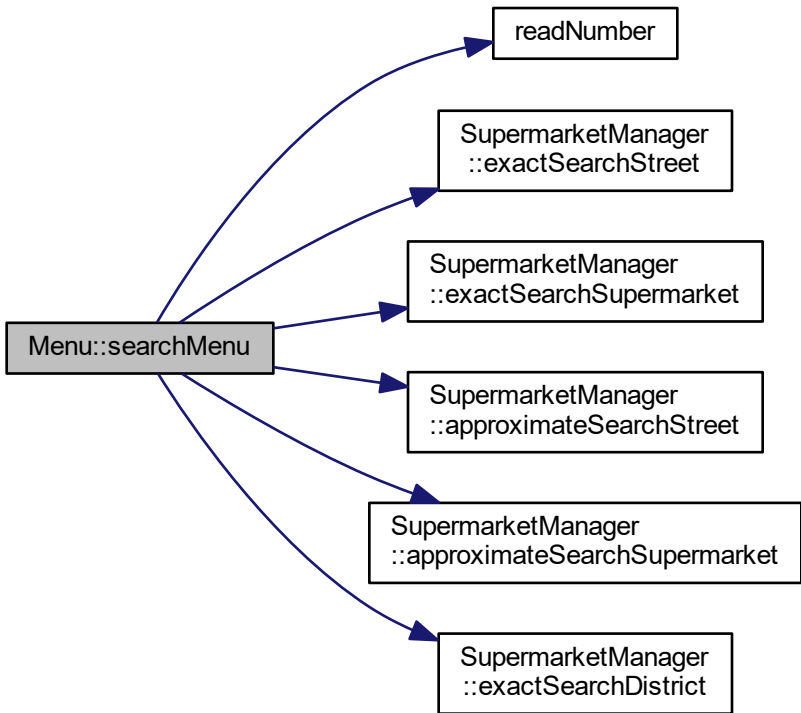 readNumber
SupermarketManager
::exactSearchStreet
SupermarketManager
::exactSearchSupermarket
Menu::searchMenu
SupermarketManager
::approximateSearchStreet
SupermarketManager
::approximateSearchSupermarket
SupermarketManager
::exactSearchDistrict